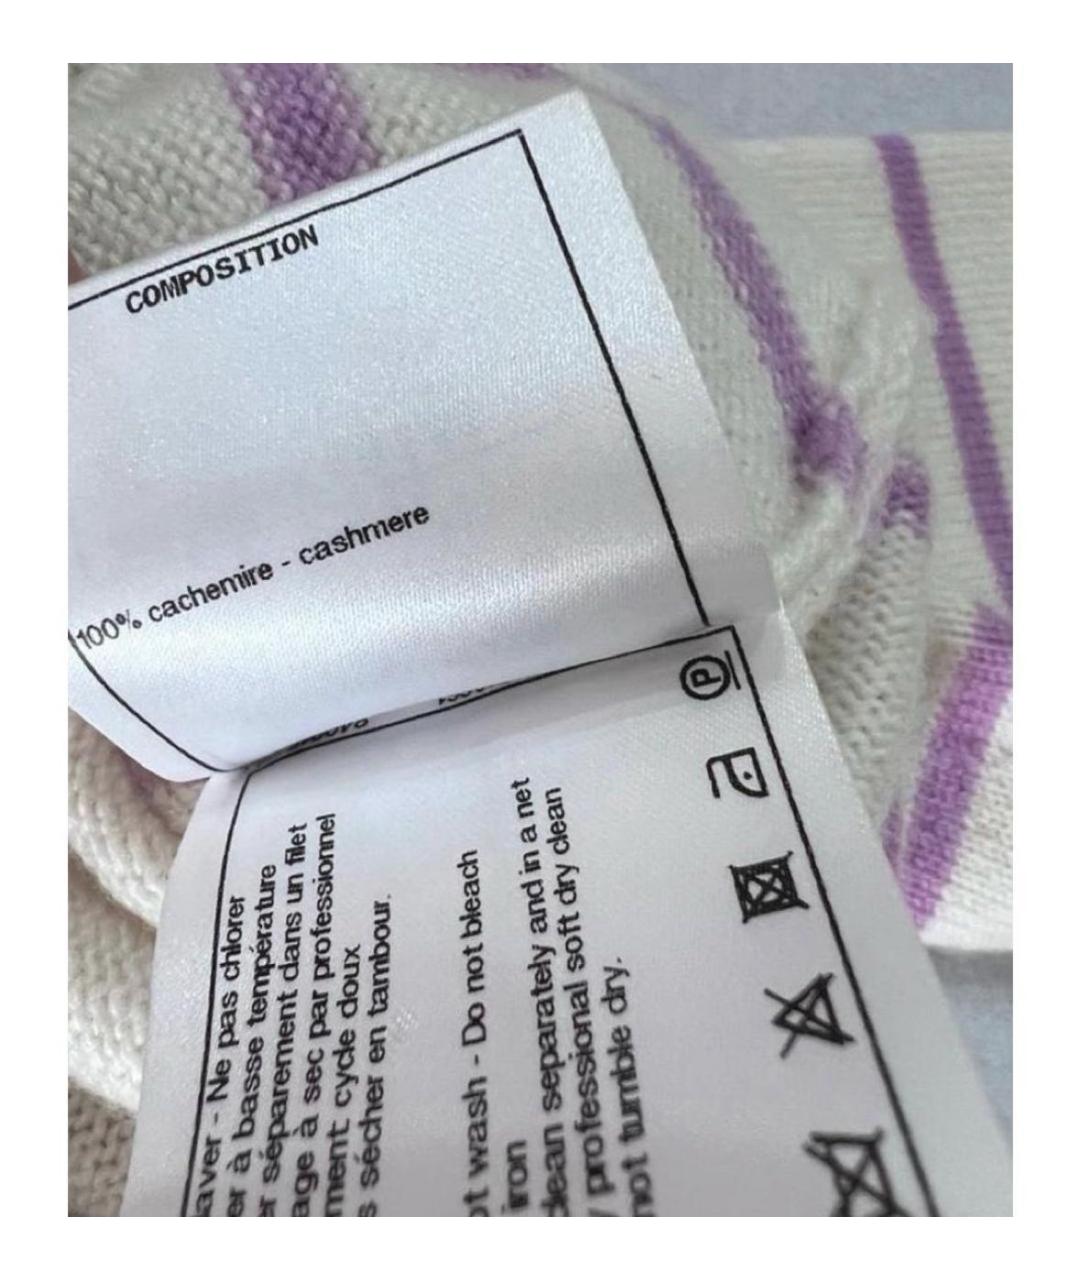 COMPOSITION
100% cachemire - cashmere
aver - Ne pas chlorer
er à basse température
er séparement dans un filet
age à sec par professionnel
ment cycle doux
s sécher en tambour.
ot wash - Do not bleach
iron
clean separately and in a net
y professional soft dry clean
not tumble dry.
P